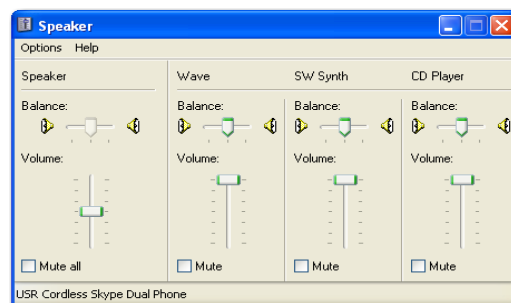 Speaker
Options Help
Speaker Wave SW Synth CD Player
Balance: Balance: Balance: Balance:
Volume: Volume: Volume: Volume:
Mute all Mute Mute Mute
USR Cordless Skype Dual Phone